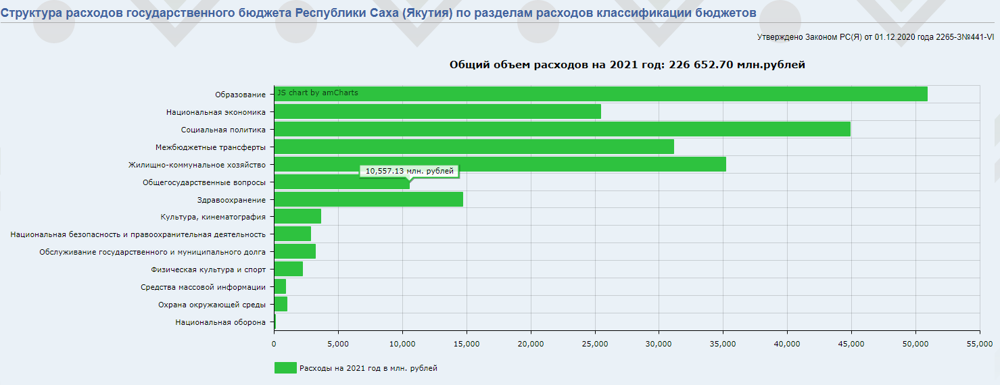 Структура расходов государственного бюджета Республики Саха (Якутия) по разделам расходов классификации бюджетов
Утверждено Законом РС(Я) от 01.12.2020 года 2265-З№441-VI
Общий объем расходов на 2021 год: 226 652.70 млн.рублей
JS chart by amCharts
Образование
Национальная экономика
Социальная политика
Межбюджетные трансферты
Жилищно-коммунальное хозяйство
10,557.13 млн. рублей
Общегосударственные вопросы
Здравоохранение
Культура, кинематография
Национальная безопасность и правоохранительная деятельность
Обслуживание государственного и муниципального долга
Физическая культура и спорт
Средства массовой информации
Охрана окружающей среды
Национальная оборона
0 5,000 10,000 15,000 20,000 25,000 30,000 35,000 40,000 45,000 50,000 55,000
Расходы на 2021 год в млн. рублей